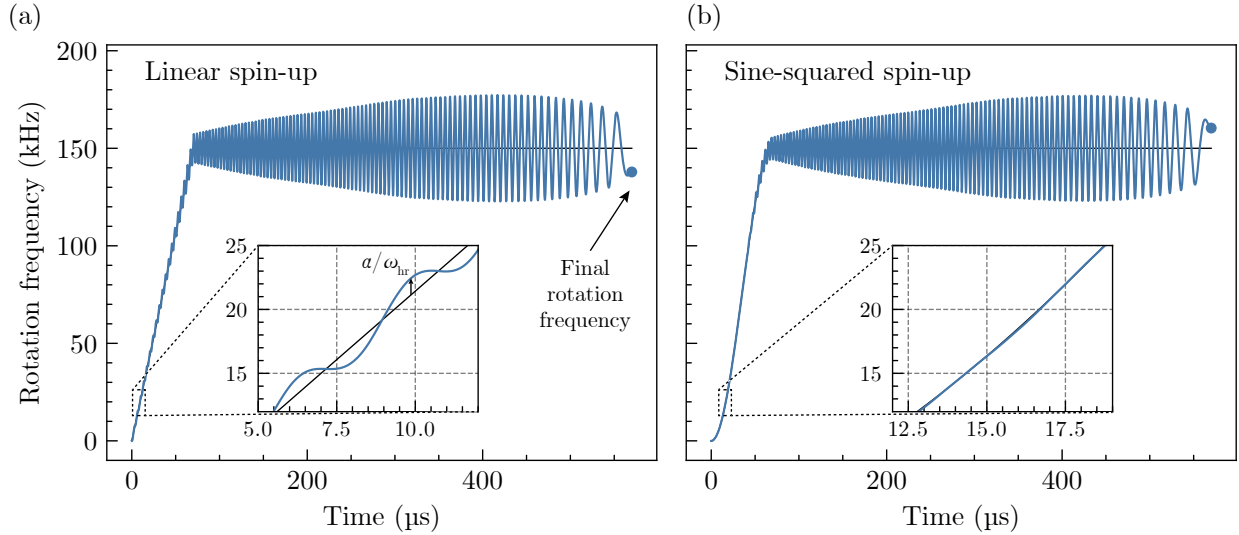 (a)
Linear spin-up
Rotation frequency (kHz)
200
150
100
50
0
0
200
400
Time (µs)
25
20
15
5.0
7.5
10.0
a/ω_hr
Final
rotation
frequency
(b)
Sine-squared spin-up
0
200
400
Time (µs)
25
20
15
12.5
15.0
17.5